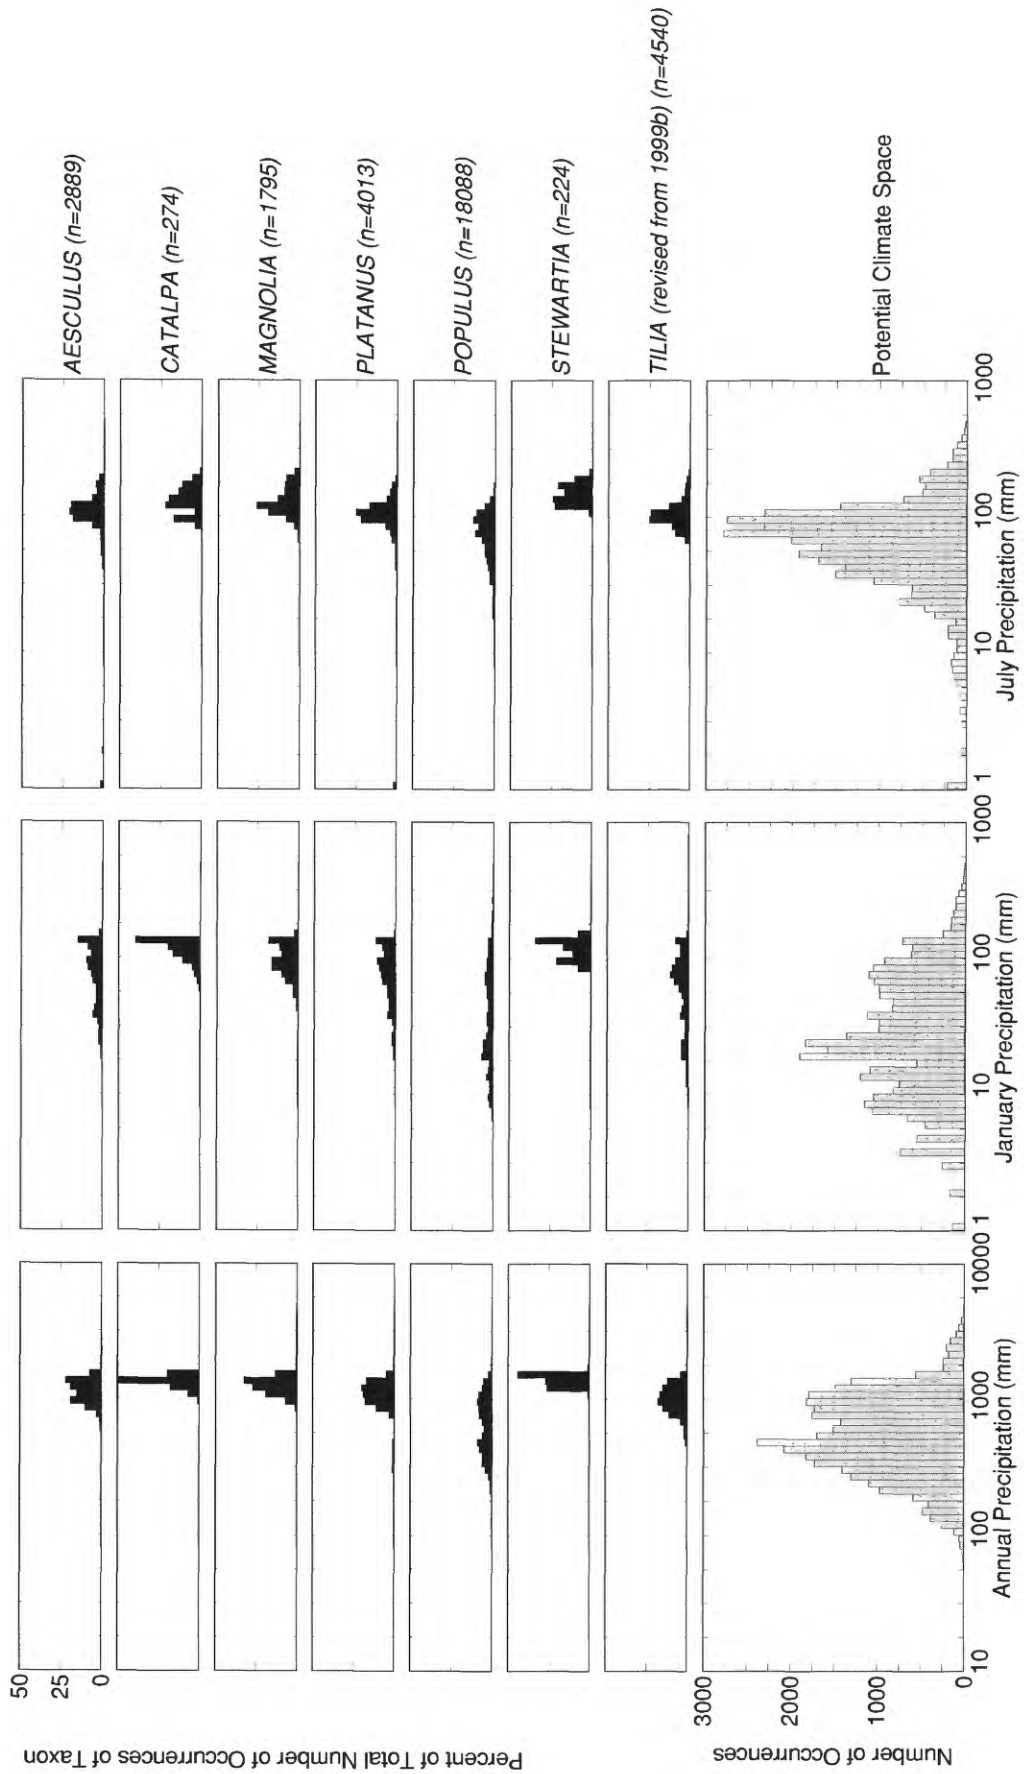 Percent of Total Number of Occurrences of Taxon
50
25
0
AESCULUS (n=2889)
CATALPA (n=274)
MAGNOLIA (n=1795)
PLATANUS (n=4013)
POPULUS (n=18088)
STEWARTIA (n=224)
TILIA (revised from 1999b) (n=4540)
Potential Climate Space
Number of Occurrences
3000
2000
1000
0
10 100 1000 10000
Annual Precipitation (mm)
1 10 100 1000
January Precipitation (mm)
1 10 100 1000
July Precipitation (mm)